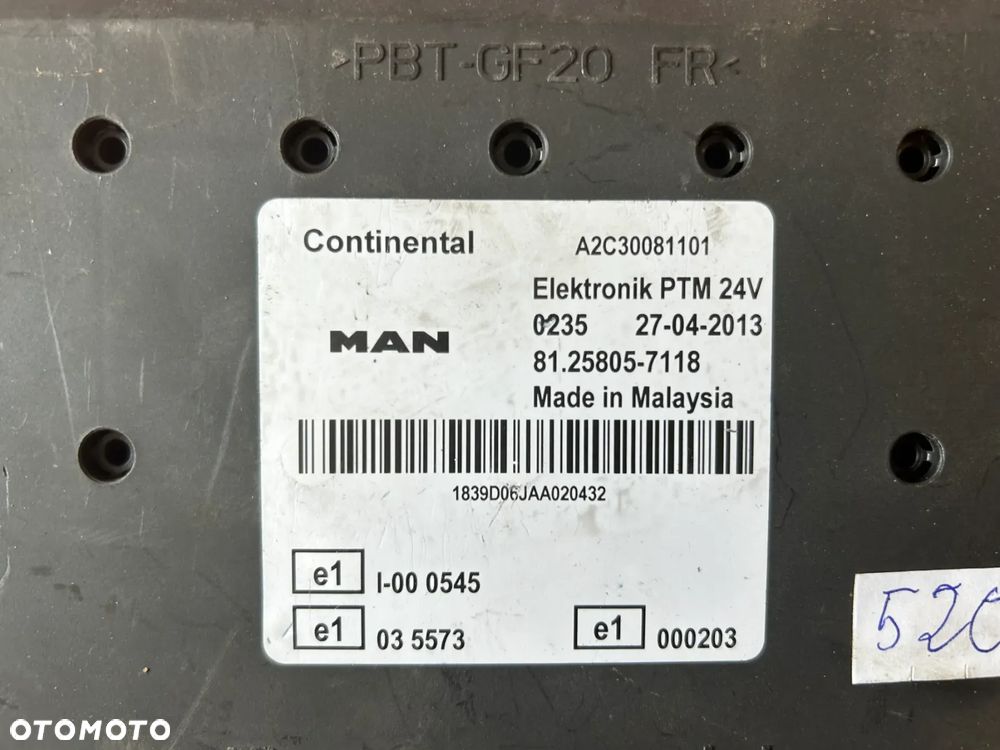 >PBT-GF20 FR<
Continental A2C30081101
Elektronik PTM 24V
0235 27-04-2013
MAN
81.25805-7118
Made in Malaysia
1839D06JAA020432
e1 I-00 0545
e1 03 5573 e1 000203
520
OTOMOTO